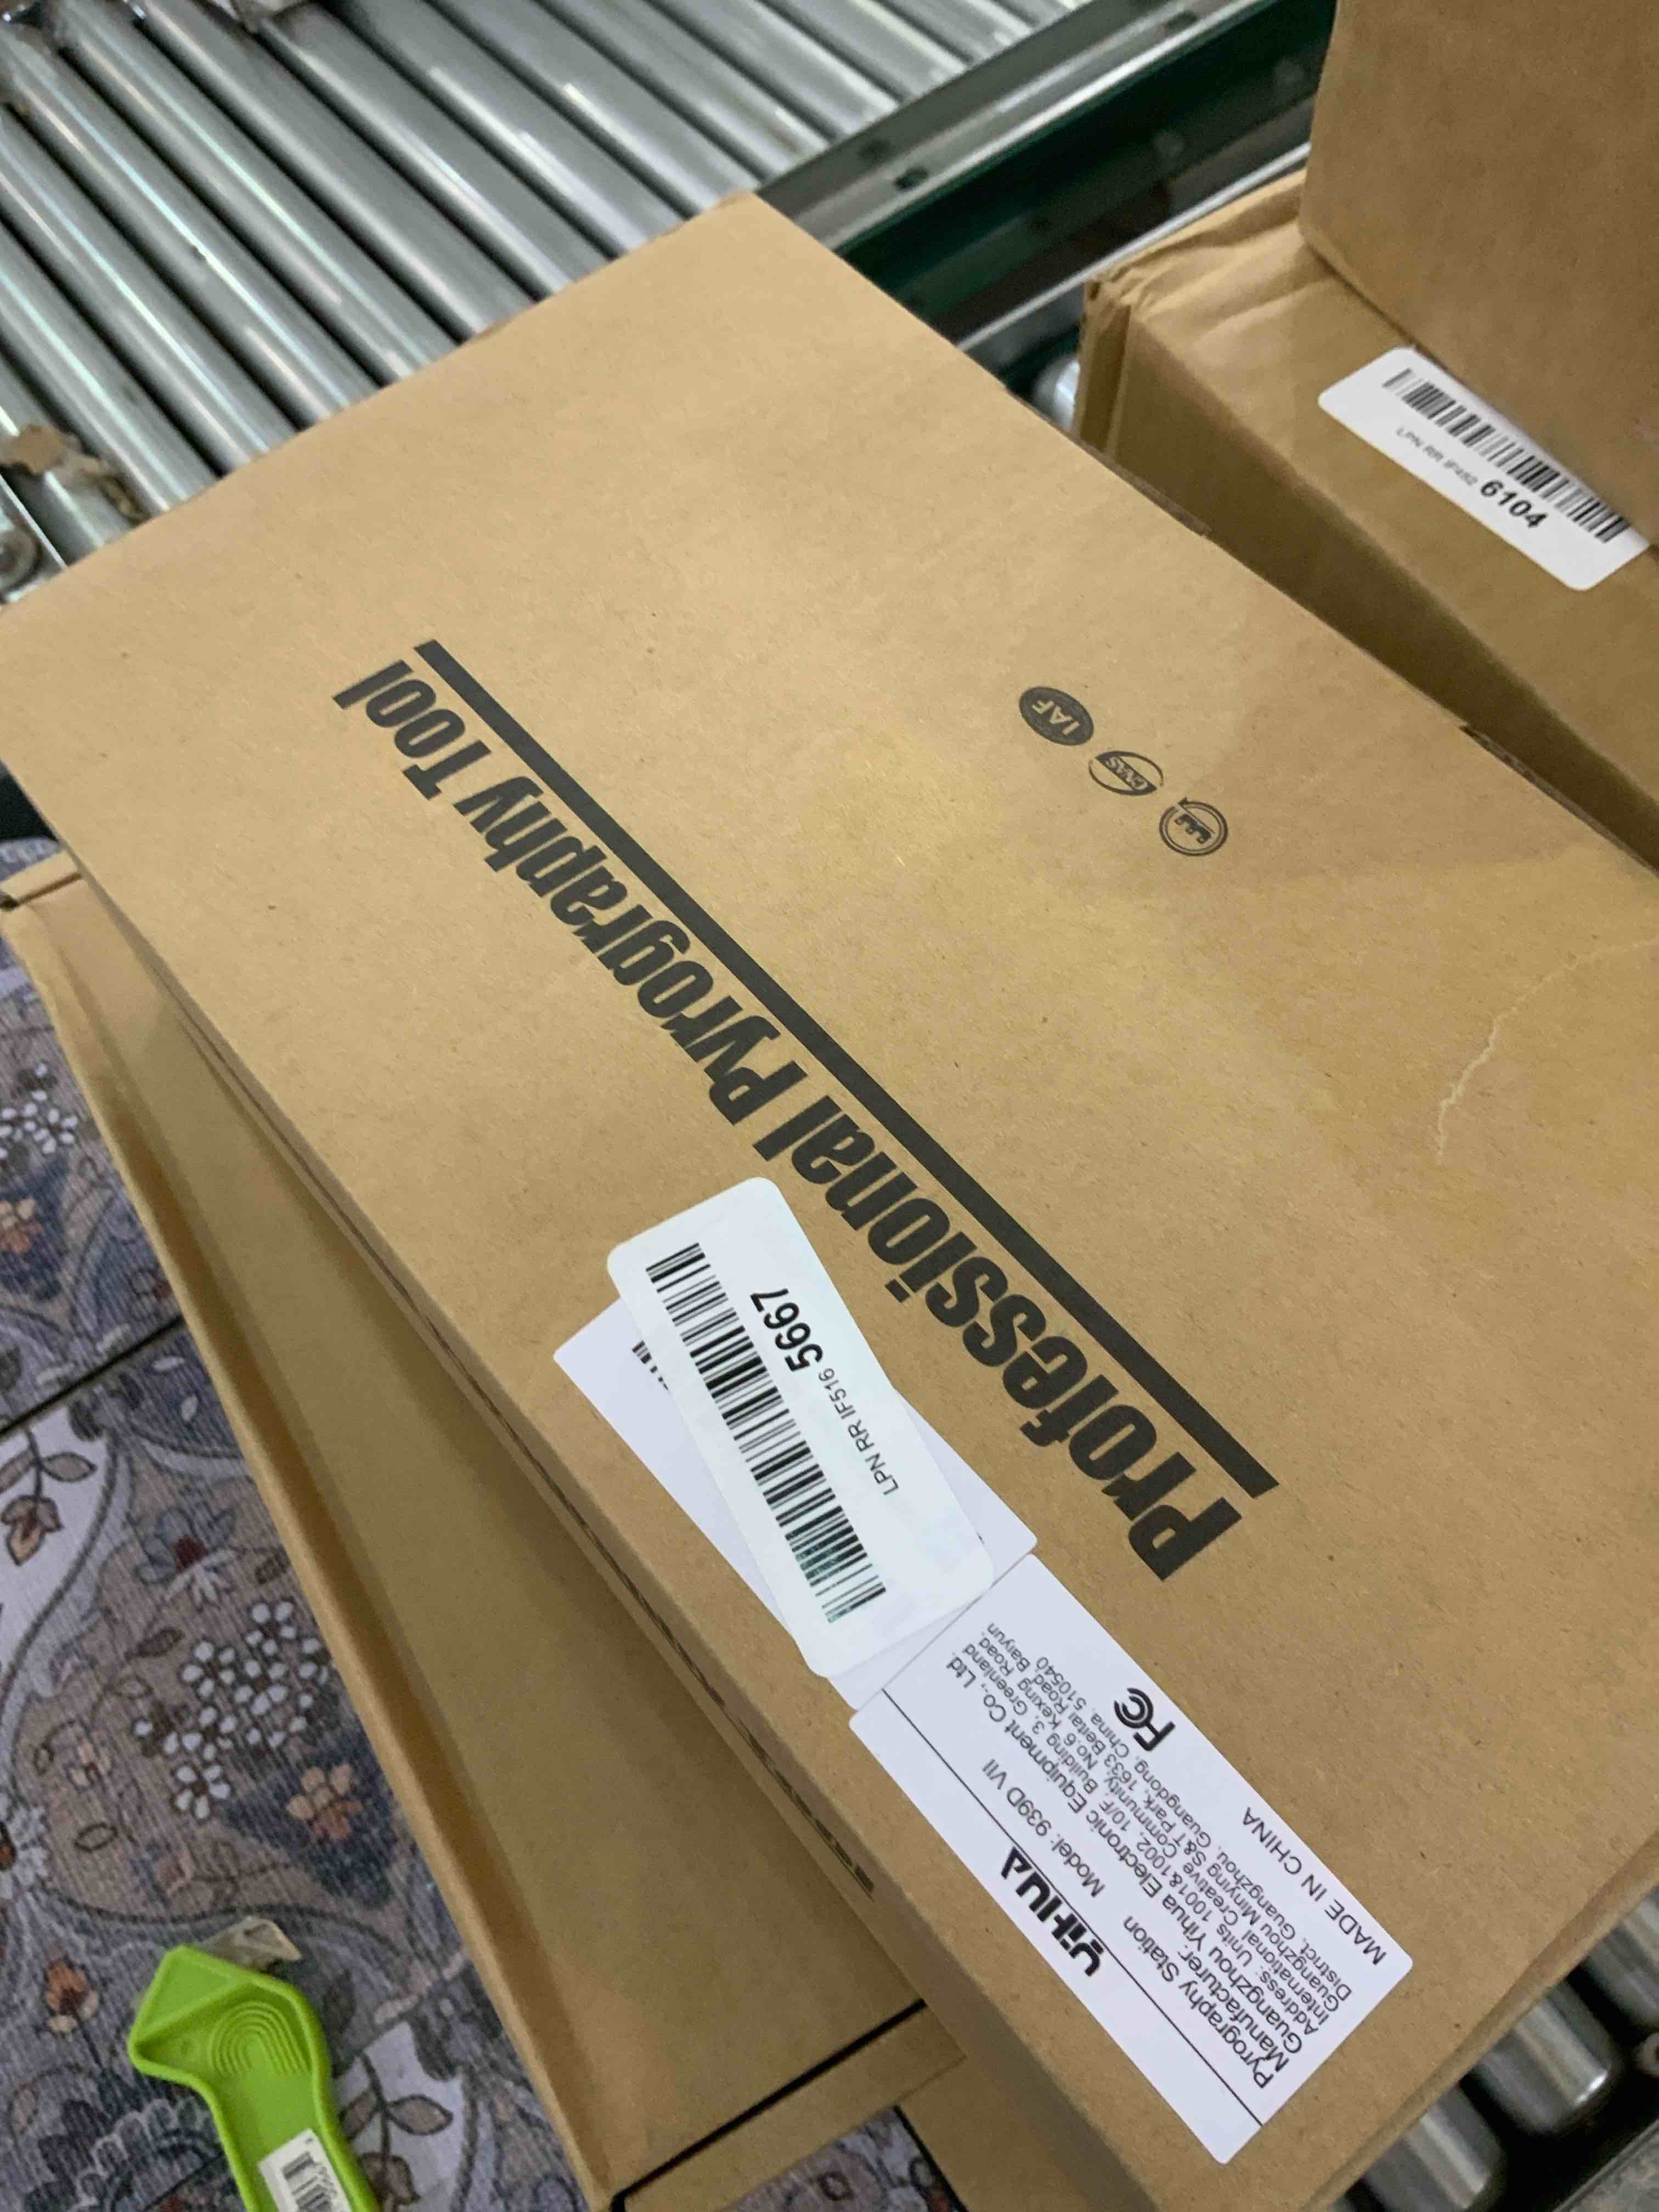 Professional Pyrography Tool
IAF
CNAS
LPN RR IF516 5667
LPN RR IF452 6104
YIHUA
Pyrography Station Model: 939D VII
Manufacturer:
Guangzhou Yihua Electronic Equipment Co., Ltd.
Address: Units 1001&1002, 10/F, Building 3, Greenland
International Creative Community, No.6 Kexing Road,
Guangzhou Minying S&T Park, 1633 Beitai Road, Baiyun
District, Guangzhou, Guangdong, China. 510540
FC
MADE IN CHINA